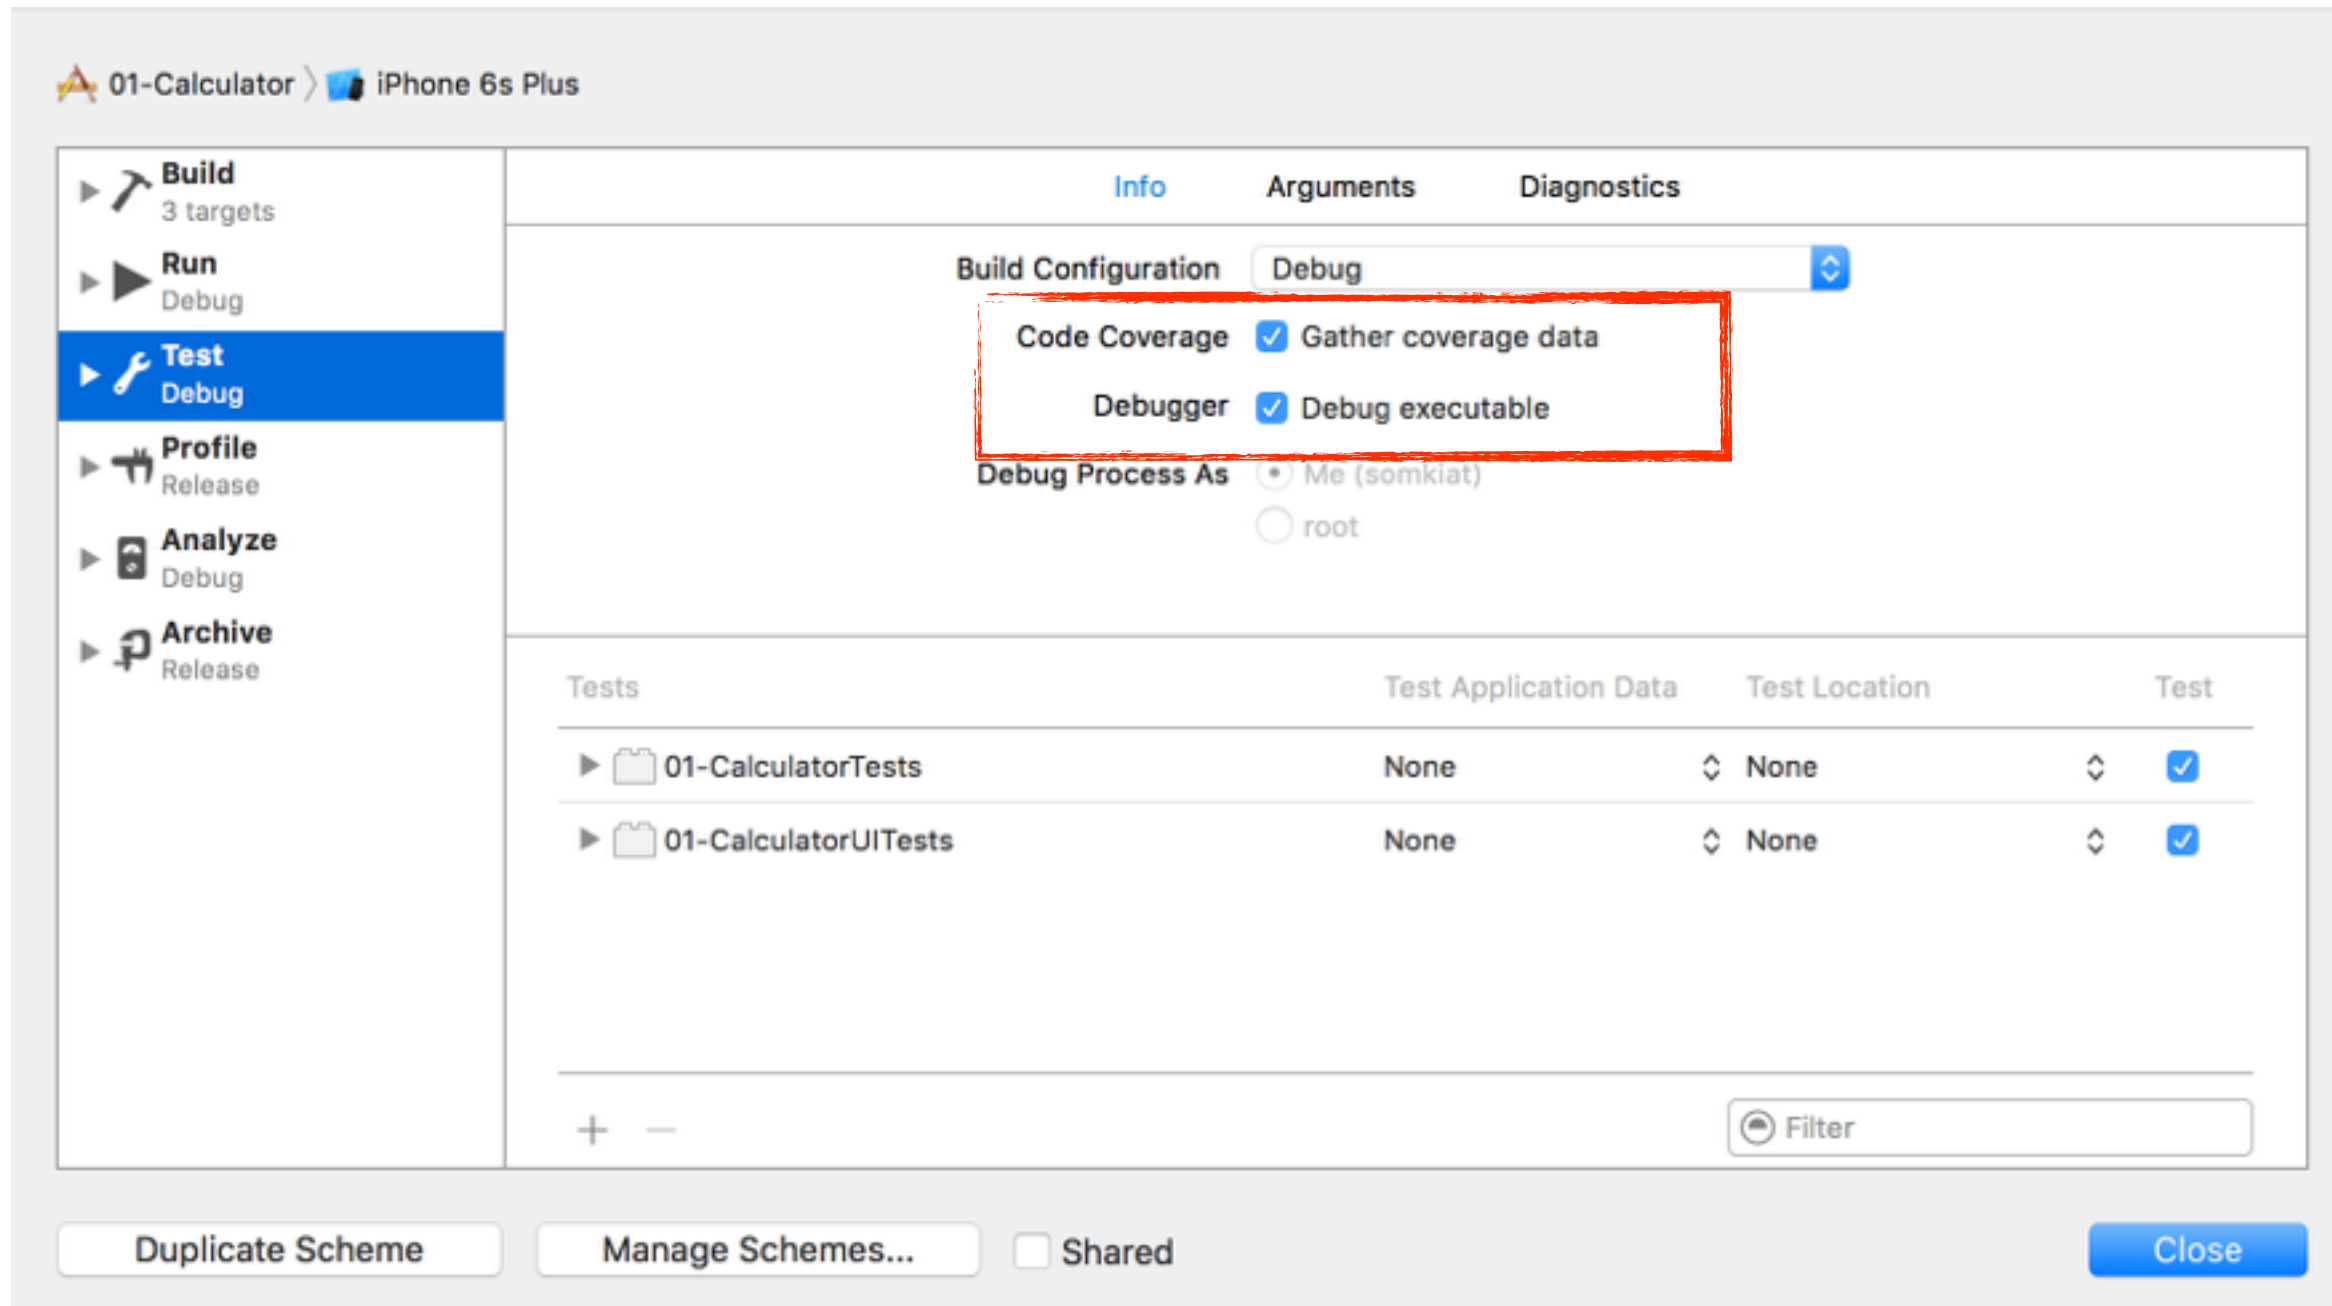 01-Calculator
iPhone 6s Plus
Build
3 targets
Run
Debug
Test
Debug
Profile
Release
Analyze
Debug
Archive
Release
Info Arguments Diagnostics
Build Configuration Debug
Code Coverage Gather coverage data
Debugger Debug executable
Debug Process As Me (somkiat)
root
Tests Test Application Data Test Location Test
01-CalculatorTests None None
01-CalculatorUITests None None
Filter
Duplicate Scheme Manage Schemes... Shared Close